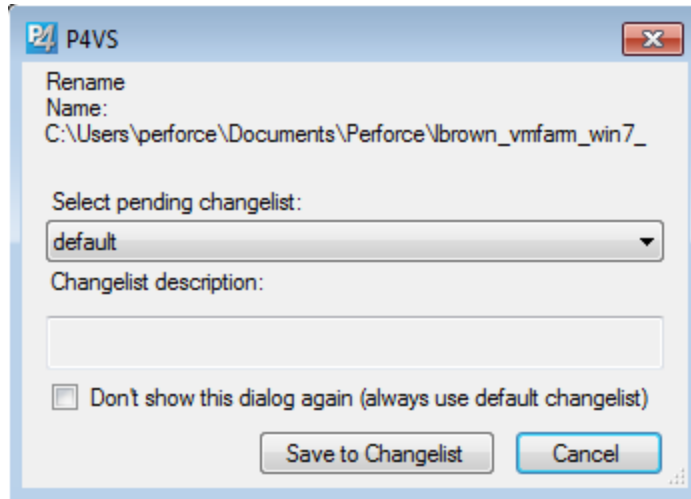 P4 P4VS
Rename
Name:
C:\Users\perforce\Documents\Perforce\lbrown_vmfarm_win7_
Select pending changelist:
default
Changelist description:
Don't show this dialog again (always use default changelist)
Save to Changelist Cancel